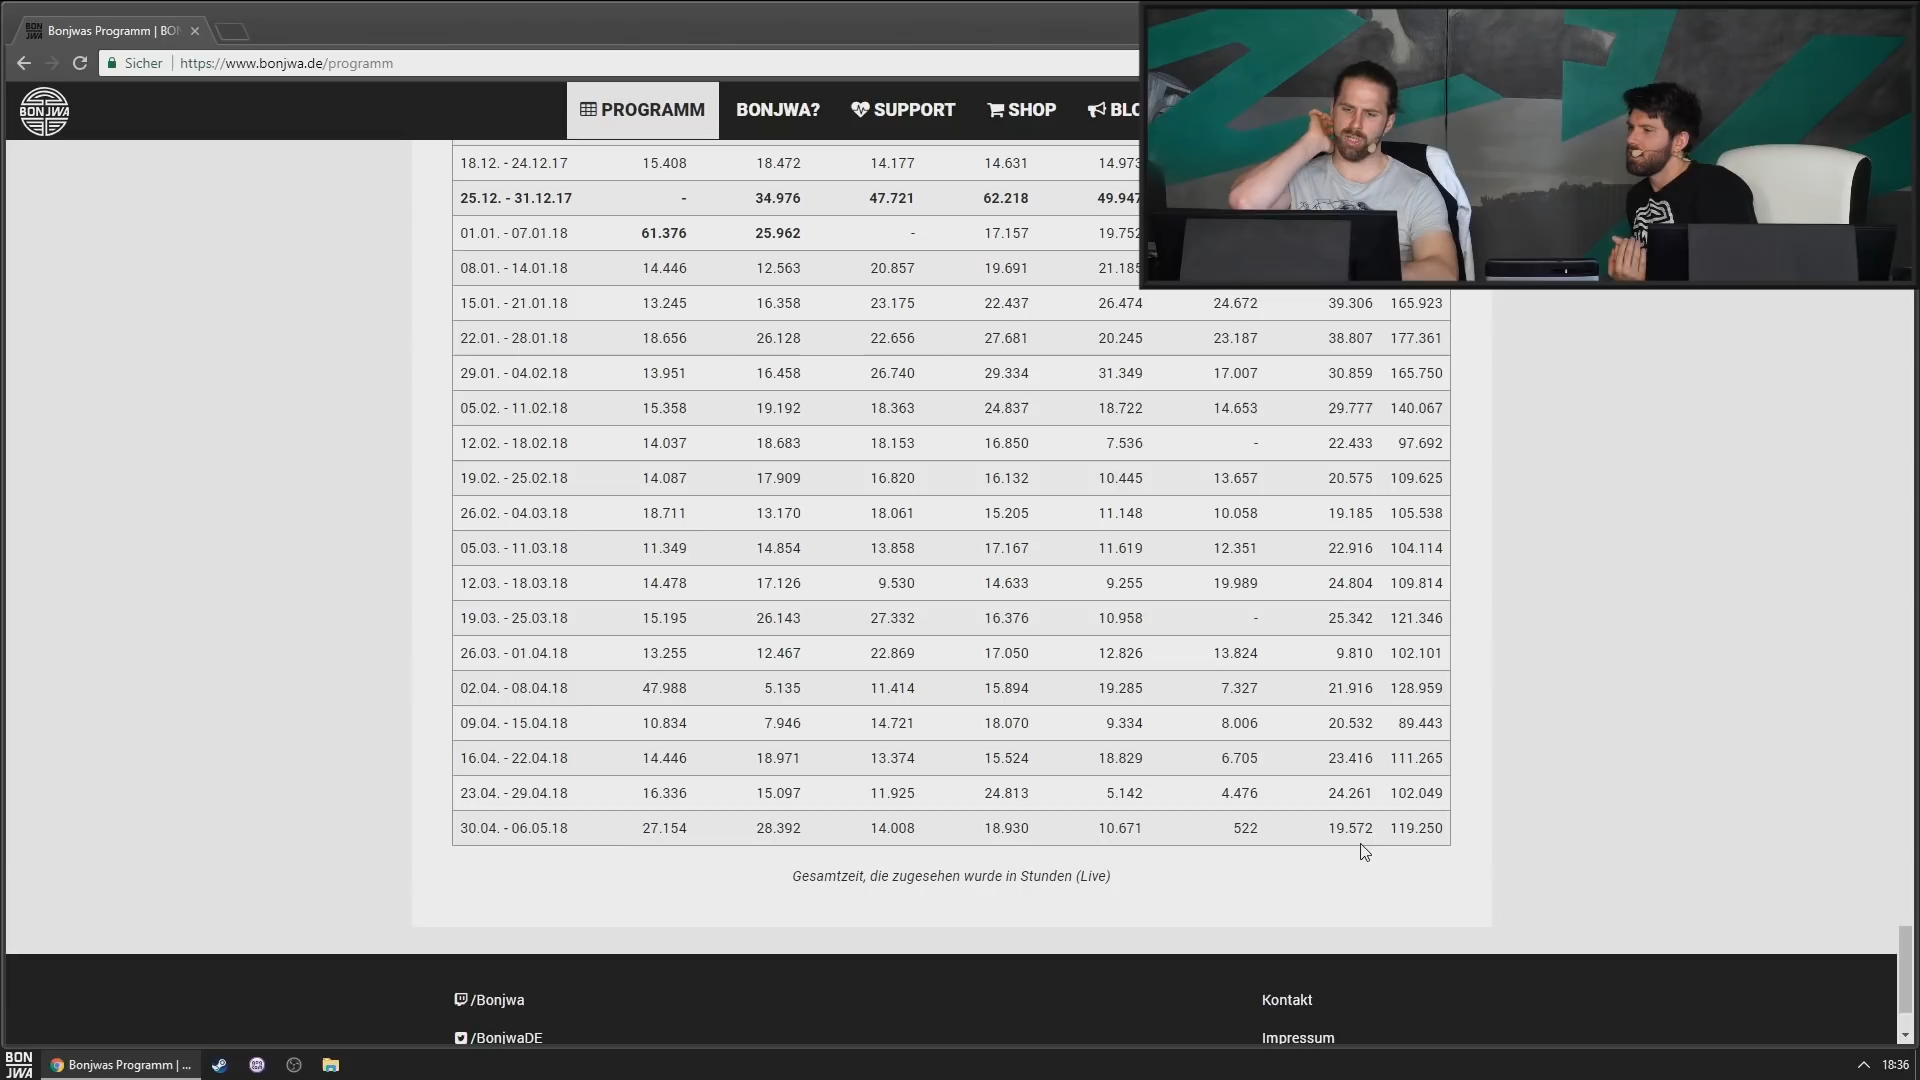 Bonjwas Programm | BO
Sicher https://www.bonjwa.de/programm
BONJWA PROGRAMM BONJWA? SUPPORT SHOP BLO
18.12. - 24.12.17 15.408 18.472 14.177 14.631 14.973
25.12. - 31.12.17 - 34.976 47.721 62.218 49.947
01.01. - 07.01.18 61.376 25.962 - 17.157 19.752
08.01. - 14.01.18 14.446 12.563 20.857 19.691 21.185
15.01. - 21.01.18 13.245 16.358 23.175 22.437 26.474 24.672 39.306 165.923
22.01. - 28.01.18 18.656 26.128 22.656 27.681 20.245 23.187 38.807 177.361
29.01. - 04.02.18 13.951 16.458 26.740 29.334 31.349 17.007 30.859 165.750
05.02. - 11.02.18 15.358 19.192 18.363 24.837 18.722 14.653 29.777 140.067
12.02. - 18.02.18 14.037 18.683 18.153 16.850 7.536 - 22.433 97.692
19.02. - 25.02.18 14.087 17.909 16.820 16.132 10.445 13.657 20.575 109.625
26.02. - 04.03.18 18.711 13.170 18.061 15.205 11.148 10.058 19.185 105.538
05.03. - 11.03.18 11.349 14.854 13.858 17.167 11.619 12.351 22.916 104.114
12.03. - 18.03.18 14.478 17.126 9.530 14.633 9.255 19.989 24.804 109.814
19.03. - 25.03.18 15.195 26.143 27.332 16.376 10.958 - 25.342 121.346
26.03. - 01.04.18 13.255 12.467 22.869 17.050 12.826 13.824 9.810 102.101
02.04. - 08.04.18 47.988 5.135 11.414 15.894 19.285 7.327 21.916 128.959
09.04. - 15.04.18 10.834 7.946 14.721 18.070 9.334 8.006 20.532 89.443
16.04. - 22.04.18 14.446 18.971 13.374 15.524 18.829 6.705 23.416 111.265
23.04. - 29.04.18 16.336 15.097 11.925 24.813 5.142 4.476 24.261 102.049
30.04. - 06.05.18 27.154 28.392 14.008 18.930 10.671 522 19.572 119.250
Gesamtzeit, die zugesehen wurde in Stunden (Live)
/Bonjwa Kontakt
/BonjwaDE Impressum
BON
JWA Bonjwas Programm | ... 18:36